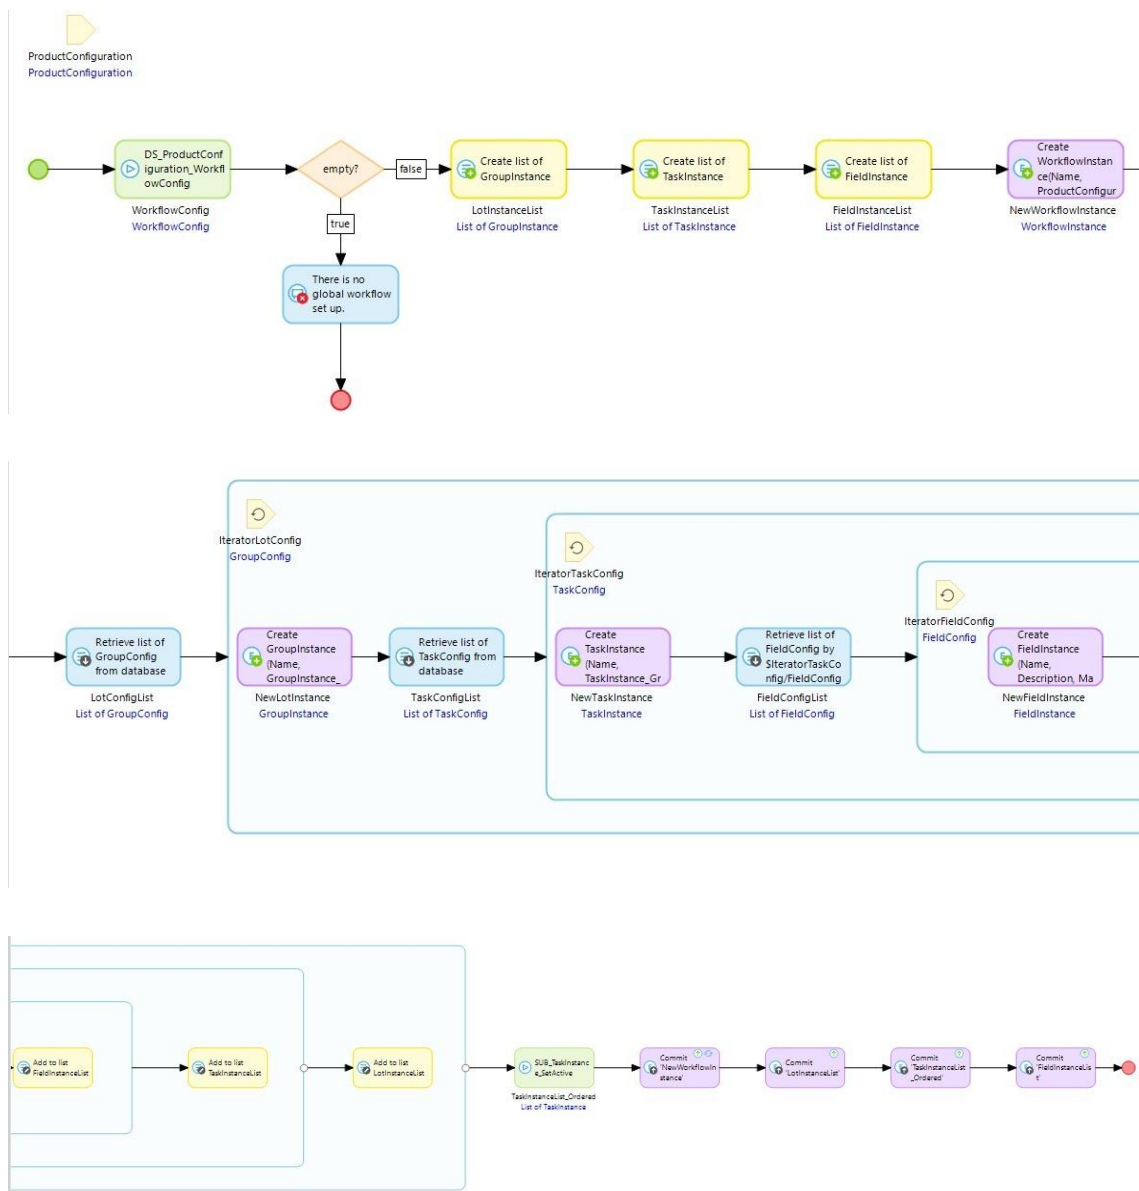 ProductConfiguration
ProductConfiguration
DS_ProductConf
iguration_Workfl
owConfig
WorkflowConfig
WorkflowConfig
empty?
false
true
There is no
global workflow
set up.
Create list of
GroupInstance
LotInstanceList
List of GroupInstance
Create list of
TaskInstance
TaskInstanceList
List of TaskInstance
Create list of
FieldInstance
FieldInstanceList
List of FieldInstance
Create
WorkflowInstan
ce(Name,
ProductConfigur
NewWorkflowInstance
WorkflowInstance
Retrieve list of
GroupConfig
from database
LotConfigList
List of GroupConfig
IteratorLotConfig
GroupConfig
Create
GroupInstance
(Name,
GroupInstance_
NewLotInstance
GroupInstance
Retrieve list of
TaskConfig from
database
TaskConfigList
List of TaskConfig
IteratorTaskConfig
TaskConfig
Create
TaskInstance
(Name,
TaskInstance_Gr
NewTaskInstance
TaskInstance
Retrieve list of
FieldConfig by
$IteratorTaskCo
nfig/FieldConfig
FieldConfigList
List of FieldConfig
IteratorFieldConfig
FieldConfig
Create
FieldInstance
(Name,
Description, Ma
NewFieldInstance
FieldInstance
Add to list
FieldInstanceList
Add to list
TaskInstanceList
Add to list
LotInstanceList
SUB_TaskInstanc
e_SetActive
TaskInstanceList_Ordered
List of TaskInstance
Commit
'NewWorkflowIn
stance'
Commit
'LotInstanceList'
Commit
'TaskInstanceList
_Ordered'
Commit
'FieldInstanceLis
t'